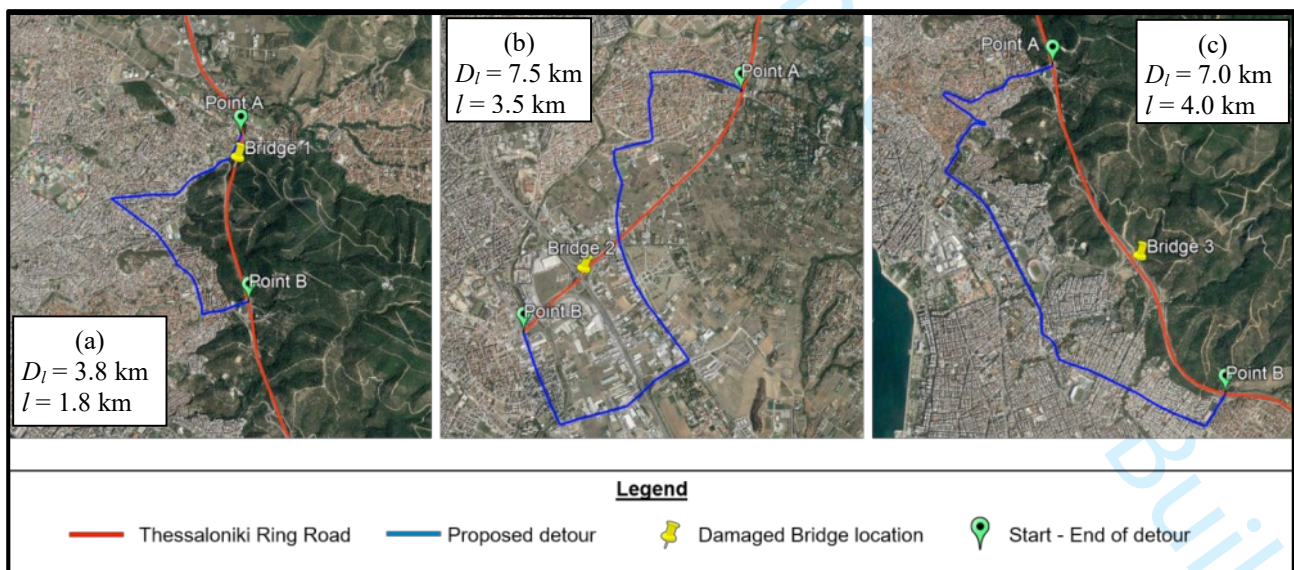 (a)
D_l = 3.8 km
l = 1.8 km
Point A
Bridge 1
Point B
(b)
D_l = 7.5 km
l = 3.5 km
Point A
Bridge 2
Point B
(c)
D_l = 7.0 km
l = 4.0 km
Point A
Bridge 3
Point B
Legend
Thessaloniki Ring Road
Proposed detour
Damaged Bridge location
Start - End of detour
Buil